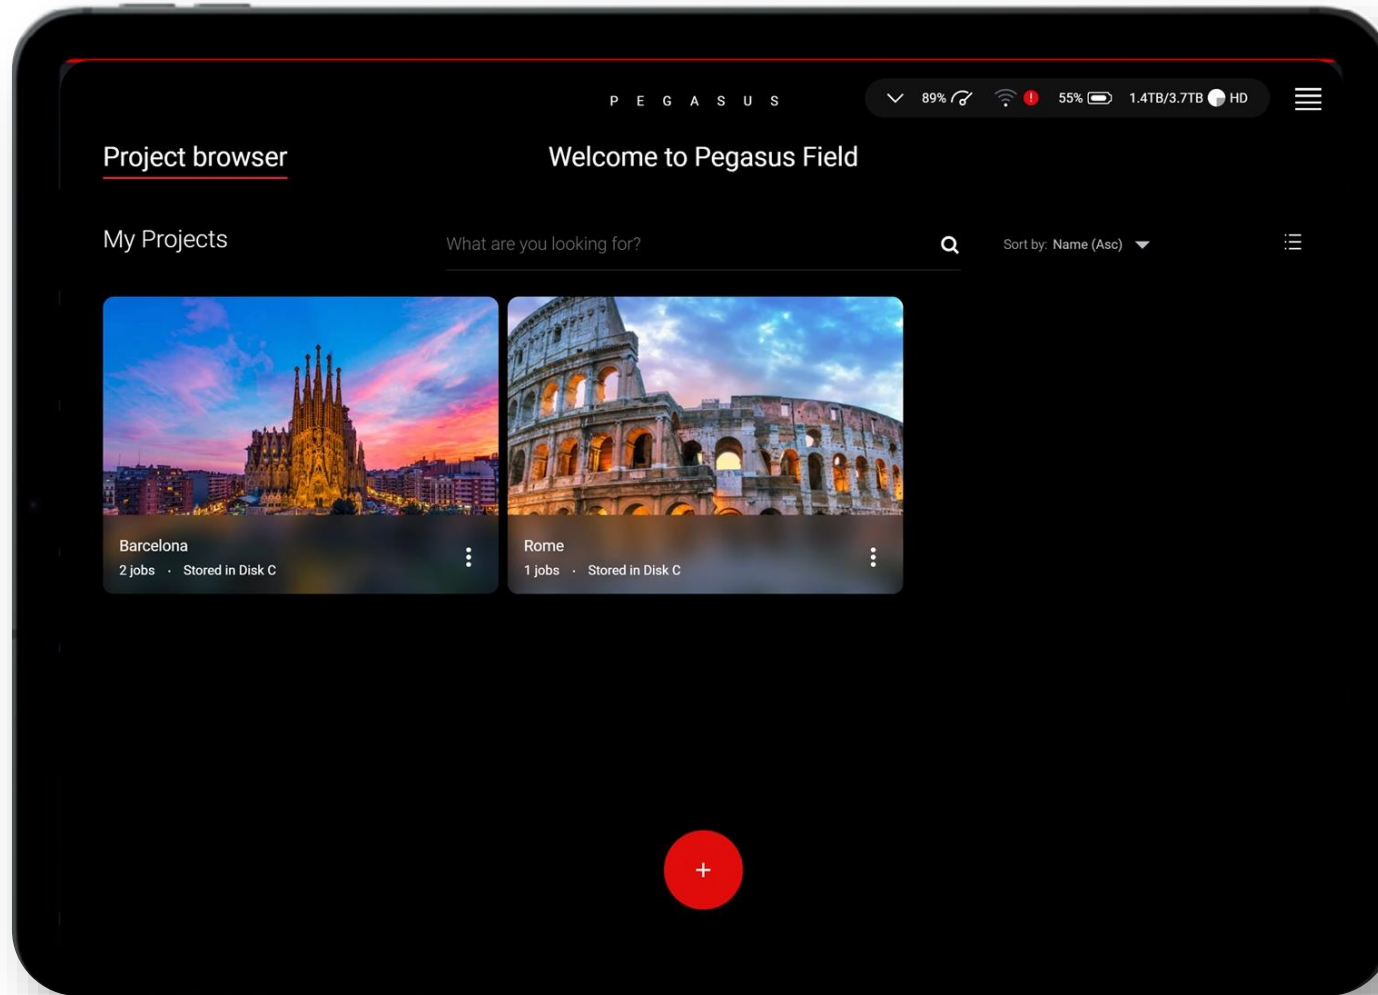 PEGASUS
89% ! 55% 1.4TB/3.7TB HD
Project browser
Welcome to Pegasus Field
My Projects
What are you looking for?
Sort by: Name (Asc)
Barcelona
2 jobs · Stored in Disk C
Rome
1 jobs · Stored in Disk C
+